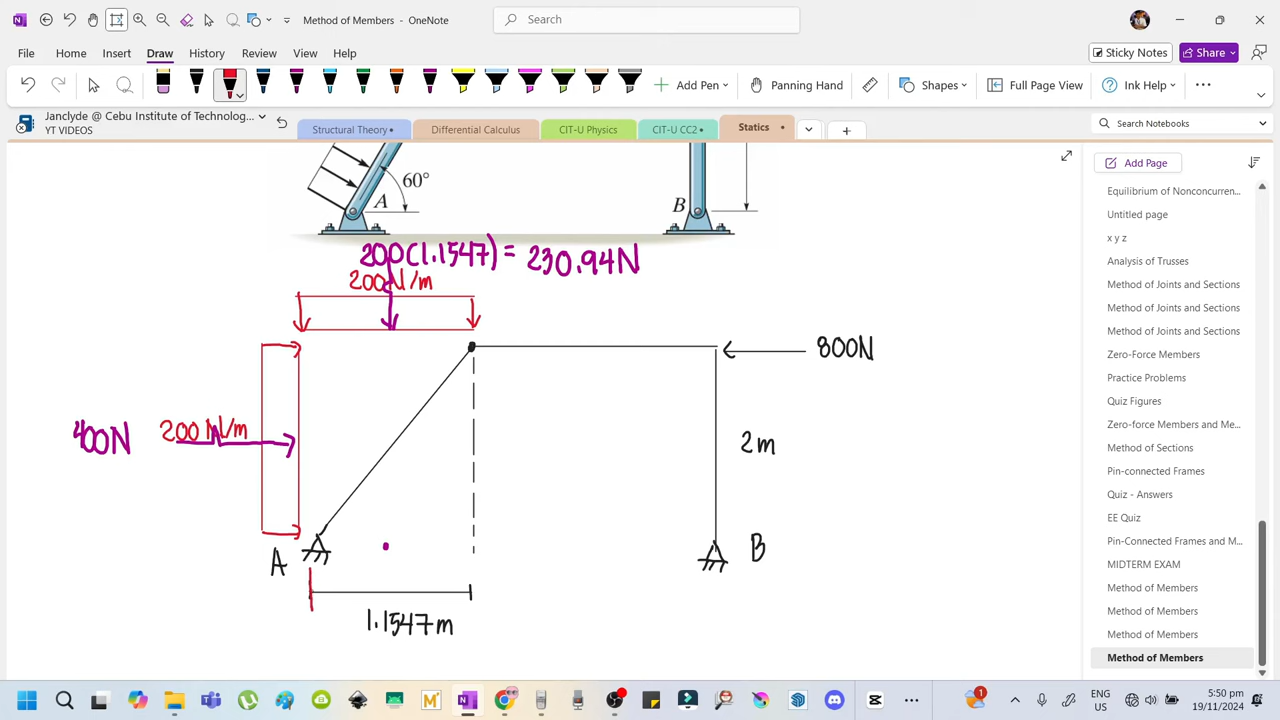 Method of Members - OneNote
Search
File Home Insert Draw History Review View Help
Sticky Notes
Share
Add Pen
Panning Hand
Shapes
Full Page View
Ink Help
Janclyde @ Cebu Institute of Technolog...
YT VIDEOS
Structural Theory
Differential Calculus
CIT-U Physics
CIT-U CC2
Statics
Search Notebooks
Add Page
Equilibrium of Nonconcurren...
Untitled page
x y z
Analysis of Trusses
Method of Joints and Sections
Method of Joints and Sections
Method of Joints and Sections
Zero-Force Members
Practice Problems
Quiz Figures
Zero-force Members and Me...
Method of Sections
Pin-connected Frames
Quiz - Answers
EE Quiz
Pin-Connected Frames and M...
MIDTERM EXAM
Method of Members
Method of Members
Method of Members
Method of Members
60°
A
B
200(1.1547) = 230.94N
200N/m
800N
400N
200 N/m
2m
A
B
1.1547m
ENG
US
5:50 pm
19/11/2024
1